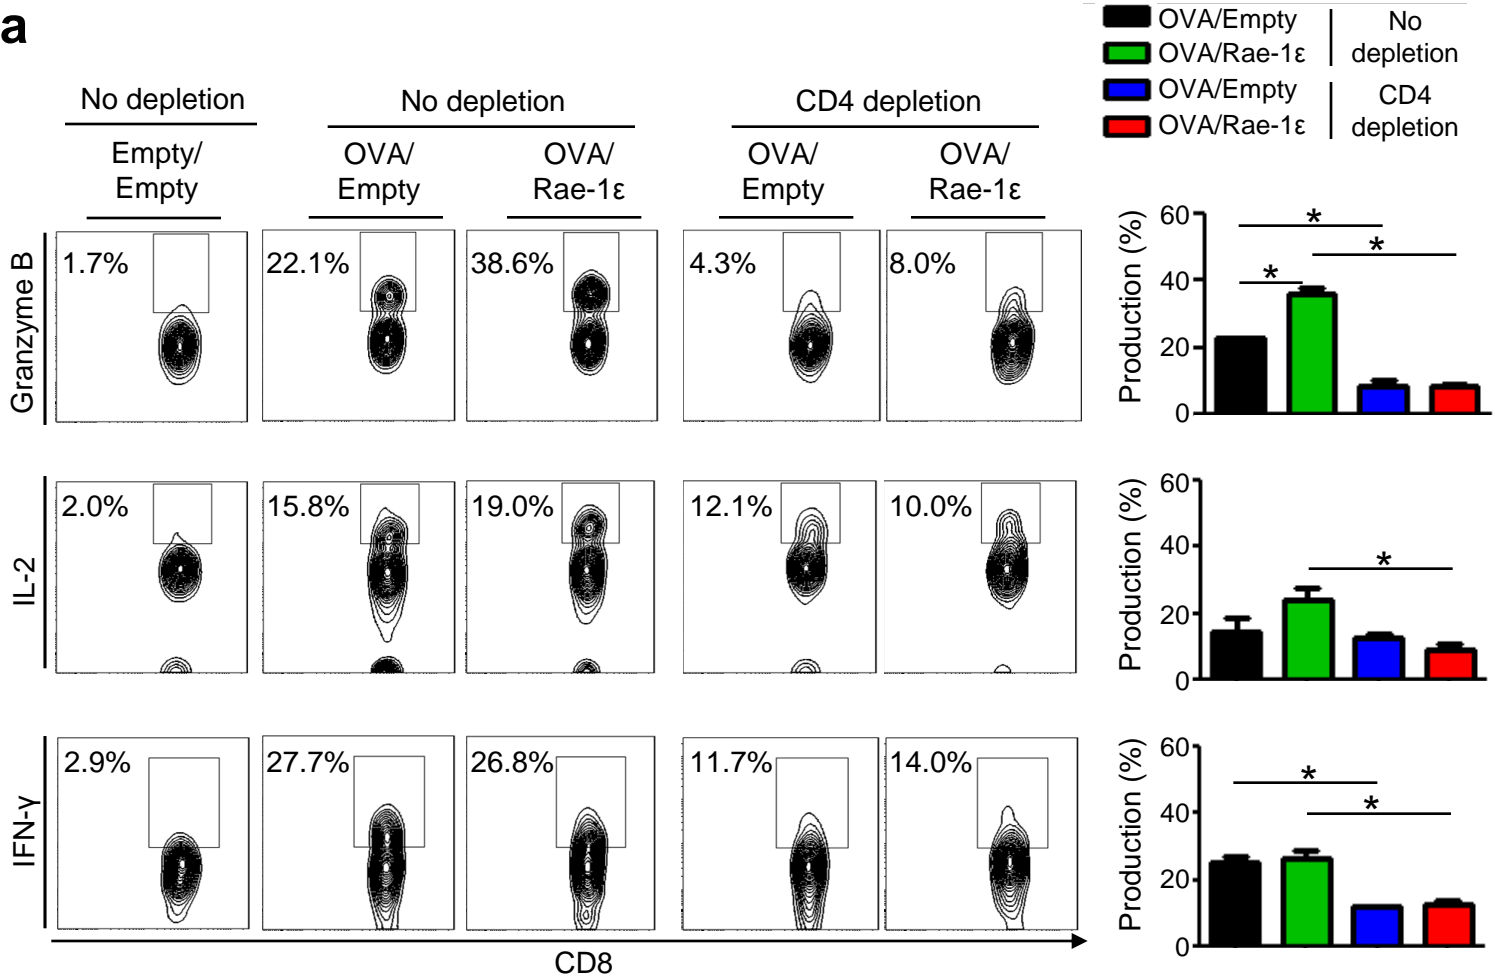 a
OVA/Empty
OVA/Rae-1ε
No
depletion
OVA/Empty
OVA/Rae-1ε
CD4
depletion
No depletion
No depletion
CD4 depletion
Empty/
Empty
OVA/
Empty
OVA/
Rae-1ε
OVA/
Empty
OVA/
Rae-1ε
Granzyme B
1.7%
22.1%
38.6%
4.3%
8.0%
Production (%)
60
40
20
0
*
*
*
IL-2
2.0%
15.8%
19.0%
12.1%
10.0%
Production (%)
60
40
20
0
*
IFN-γ
2.9%
27.7%
26.8%
11.7%
14.0%
Production (%)
60
40
20
0
*
*
CD8